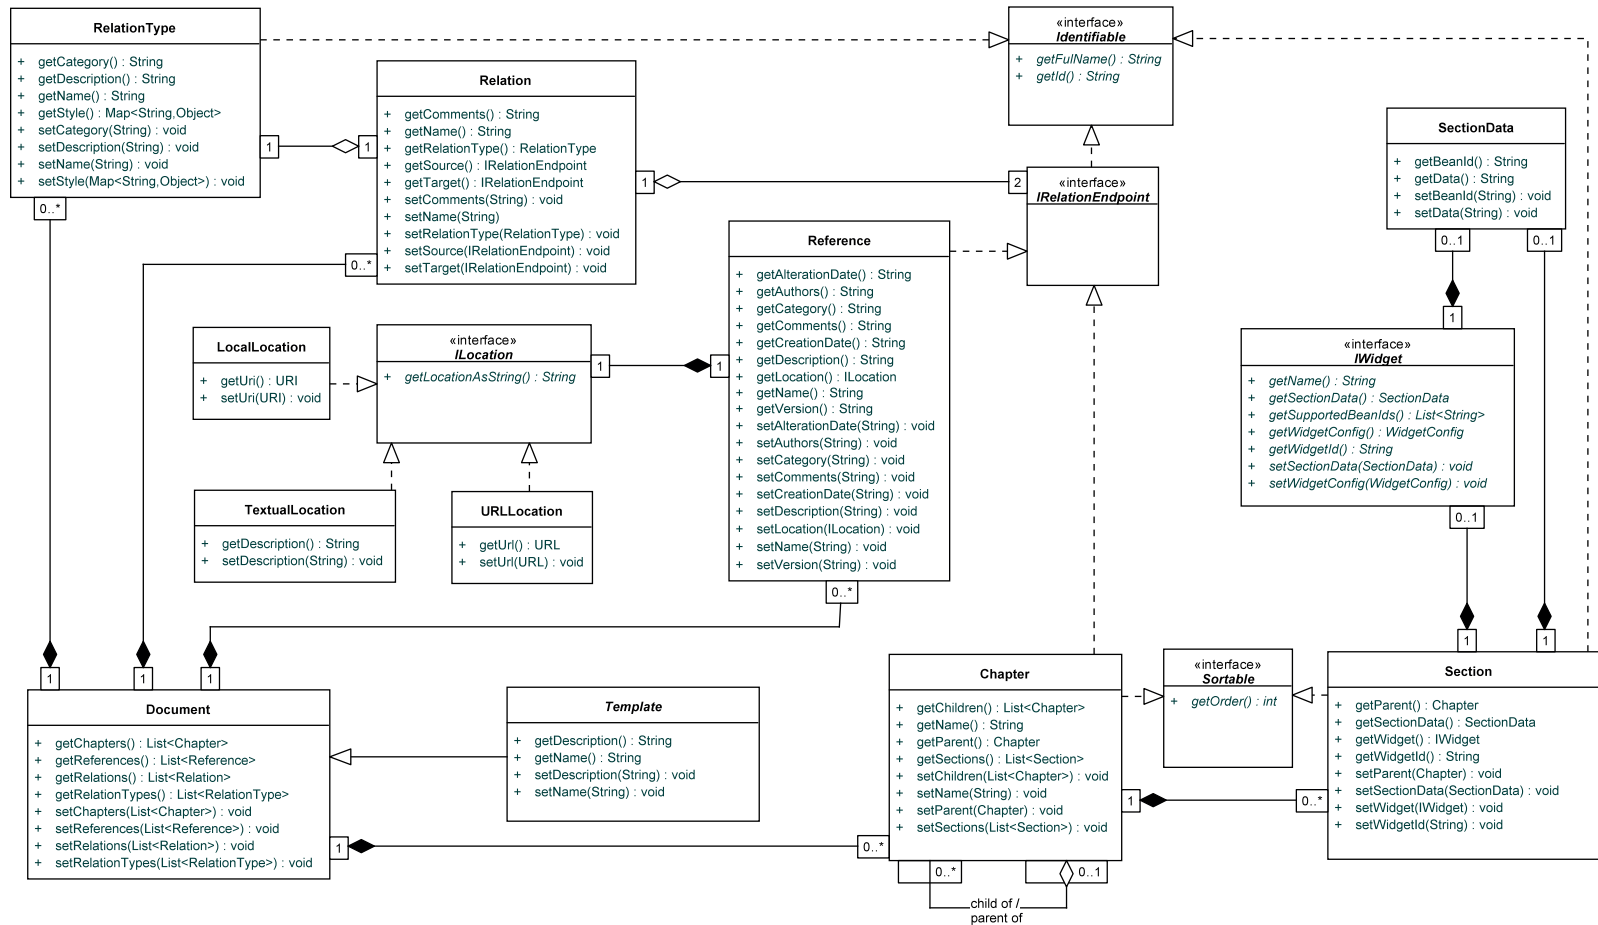 RelationType
+ getCategory() : String
+ getDescription() : String
+ getName() : String
+ getStyle() : Map<String,Object>
+ setCategory(String) : void
+ setDescription(String) : void
+ setName(String) : void
+ setStyle(Map<String,Object>) : void
0..*
1
1
Relation
+ getComments() : String
+ getName() : String
+ getRelationType() : RelationType
+ getSource() : IRelationEndpoint
+ getTarget() : IRelationEndpoint
+ setComments(String) : void
+ setName(String)
+ setRelationType(RelationType) : void
+ setSource(IRelationEndpoint) : void
+ setTarget(IRelationEndpoint) : void
0..*
1
2
«interface»
Identifiable
+ getFulName() : String
+ getId() : String
«interface»
IRelationEndpoint
SectionData
+ getBeanId() : String
+ getData() : String
+ setBeanId(String) : void
+ setData(String) : void
0..1
0..1
1
Reference
+ getAlterationDate() : String
+ getAuthors() : String
+ getCategory() : String
+ getComments() : String
+ getCreationDate() : String
+ getDescription() : String
+ getLocation() : ILocation
+ getName() : String
+ getVersion() : String
+ setAlterationDate(String) : void
+ setAuthors(String) : void
+ setCategory(String) : void
+ setComments(String) : void
+ setCreationDate(String) : void
+ setDescription(String) : void
+ setLocation(ILocation) : void
+ setName(String) : void
+ setVersion(String) : void
0..*
LocalLocation
+ getUri() : URI
+ setUri(URI) : void
«interface»
ILocation
+ getLocationAsString() : String
1
1
«interface»
IWidget
+ getName() : String
+ getSectionData() : SectionData
+ getSupportedBeanIds() : List<String>
+ getWidgetConfig() : WidgetConfig
+ getWidgetId() : String
+ setSectionData(SectionData) : void
+ setWidgetConfig(WidgetConfig) : void
0..1
TextualLocation
+ getDescription() : String
+ setDescription(String) : void
URLLocation
+ getUrl() : URL
+ setUrl(URL) : void
1
1
1
1
1
Document
+ getChapters() : List<Chapter>
+ getReferences() : List<Reference>
+ getRelations() : List<Relation>
+ getRelationTypes() : List<RelationType>
+ setChapters(List<Chapter>) : void
+ setReferences(List<Reference>) : void
+ setRelations(List<Relation>) : void
+ setRelationTypes(List<RelationType>) : void
1
Template
+ getDescription() : String
+ getName() : String
+ setDescription(String) : void
+ setName(String) : void
0..*
Chapter
+ getChildren() : List<Chapter>
+ getName() : String
+ getParent() : Chapter
+ getSections() : List<Section>
+ setChildren(List<Chapter>) : void
+ setName(String) : void
+ setParent(Chapter) : void
+ setSections(List<Section>) : void
1
0..*
0..*
0..1
child of /
parent of
«interface»
Sortable
+ getOrder() : int
Section
+ getParent() : Chapter
+ getSectionData() : SectionData
+ getWidget() : IWidget
+ getWidgetId() : String
+ setParent(Chapter) : void
+ setSectionData(SectionData) : void
+ setWidget(IWidget) : void
+ setWidgetId(String) : void